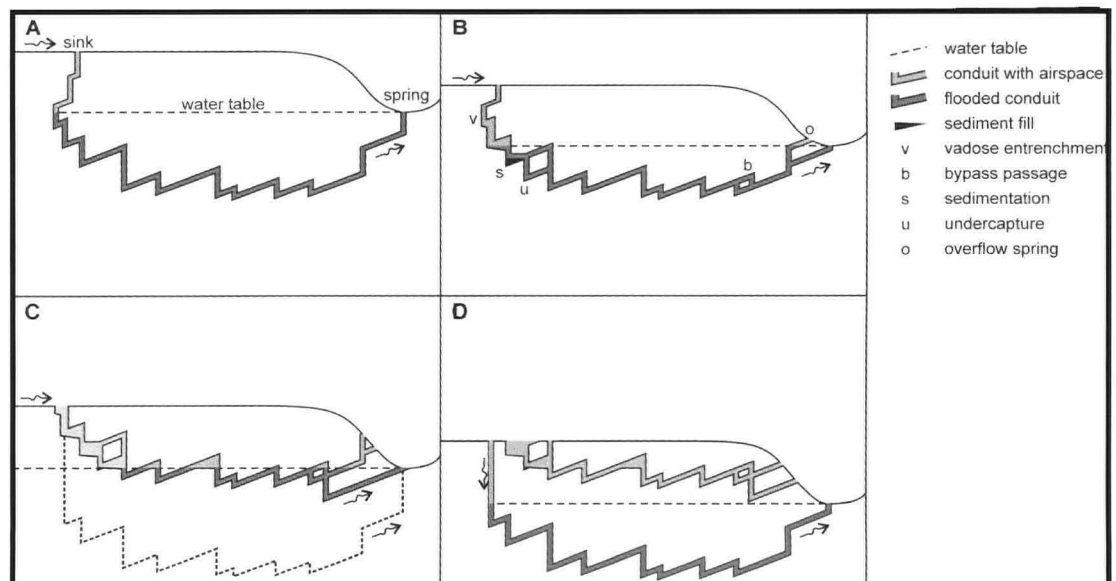 A
sink
water table
spring
B
v
s
u
b
o
water table
conduit with airspace
flooded conduit
sediment fill
v vadose entrenchment
b bypass passage
s sedimentation
u undercapture
o overflow spring
C
D